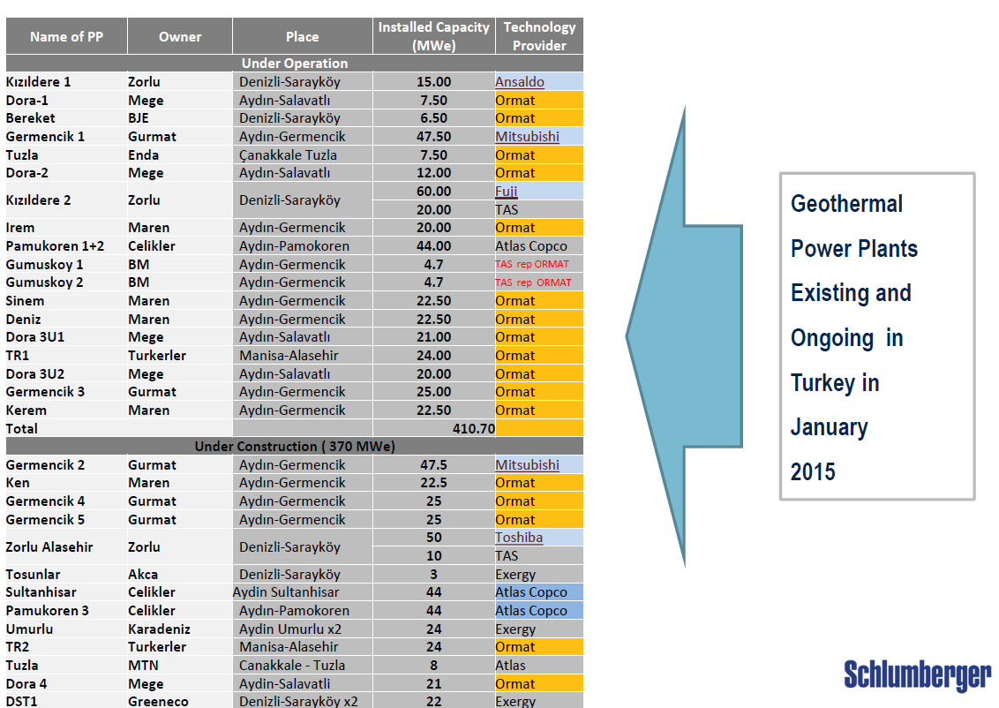 Name of PP Owner Place Installed Capacity (MWe) Technology Provider
Under Operation
Kızıldere 1 Zorlu Denizli-Sarayköy 15.00 Ansaldo
Dora-1 Mege Aydın-Salavatlı 7.50 Ormat
Bereket BJE Denizli-Sarayköy 6.50 Ormat
Germencik 1 Gurmat Aydın-Germencik 47.50 Mitsubishi
Tuzla Enda Çanakkale Tuzla 7.50 Ormat
Dora-2 Mege Aydın-Salavatlı 12.00 Ormat
Kızıldere 2 Zorlu Denizli-Sarayköy 60.00 Fuji
20.00 TAS
Irem Maren Aydın-Germencik 20.00 Ormat
Pamukoren 1+2 Celikler Aydın-Pamokoren 44.00 Atlas Copco
Gumuskoy 1 BM Aydın-Germencik 4.7 TAS rep ORMAT
Gumuskoy 2 BM Aydın-Germencik 4.7 TAS rep ORMAT
Sinem Maren Aydın-Germencik 22.50 Ormat
Deniz Maren Aydın-Germencik 22.50 Ormat
Dora 3U1 Mege Aydın-Salavatlı 21.00 Ormat
TR1 Turkerler Manisa-Alasehir 24.00 Ormat
Dora 3U2 Mege Aydın-Salavatlı 20.00 Ormat
Germencik 3 Gurmat Aydın-Germencik 25.00 Ormat
Kerem Maren Aydın-Germencik 22.50 Ormat
Total 410.70
Under Construction ( 370 MWe)
Germencik 2 Gurmat Aydın-Germencik 47.5 Mitsubishi
Ken Maren Aydın-Germencik 22.5 Ormat
Germencik 4 Gurmat Aydın-Germencik 25 Ormat
Germencik 5 Gurmat Aydın-Germencik 25 Ormat
Zorlu Alasehir Zorlu Denizli-Sarayköy 50 Toshiba
10 TAS
Tosunlar Akca Denizli-Sarayköy 3 Exergy
Sultanhisar Celikler Aydin Sultanhisar 44 Atlas Copco
Pamukoren 3 Celikler Aydın-Pamokoren 44 Atlas Copco
Umurlu Karadeniz Aydin Umurlu x2 24 Exergy
TR2 Turkerler Manisa-Alasehir 24 Ormat
Tuzla MTN Canakkale - Tuzla 8 Atlas
Dora 4 Mege Aydin-Salavatli 21 Ormat
DST1 Greeneco Denizli-Sarayköy x2 22 Exergy
Geothermal
Power Plants
Existing and
Ongoing in
Turkey in
January
2015
Schlumberger